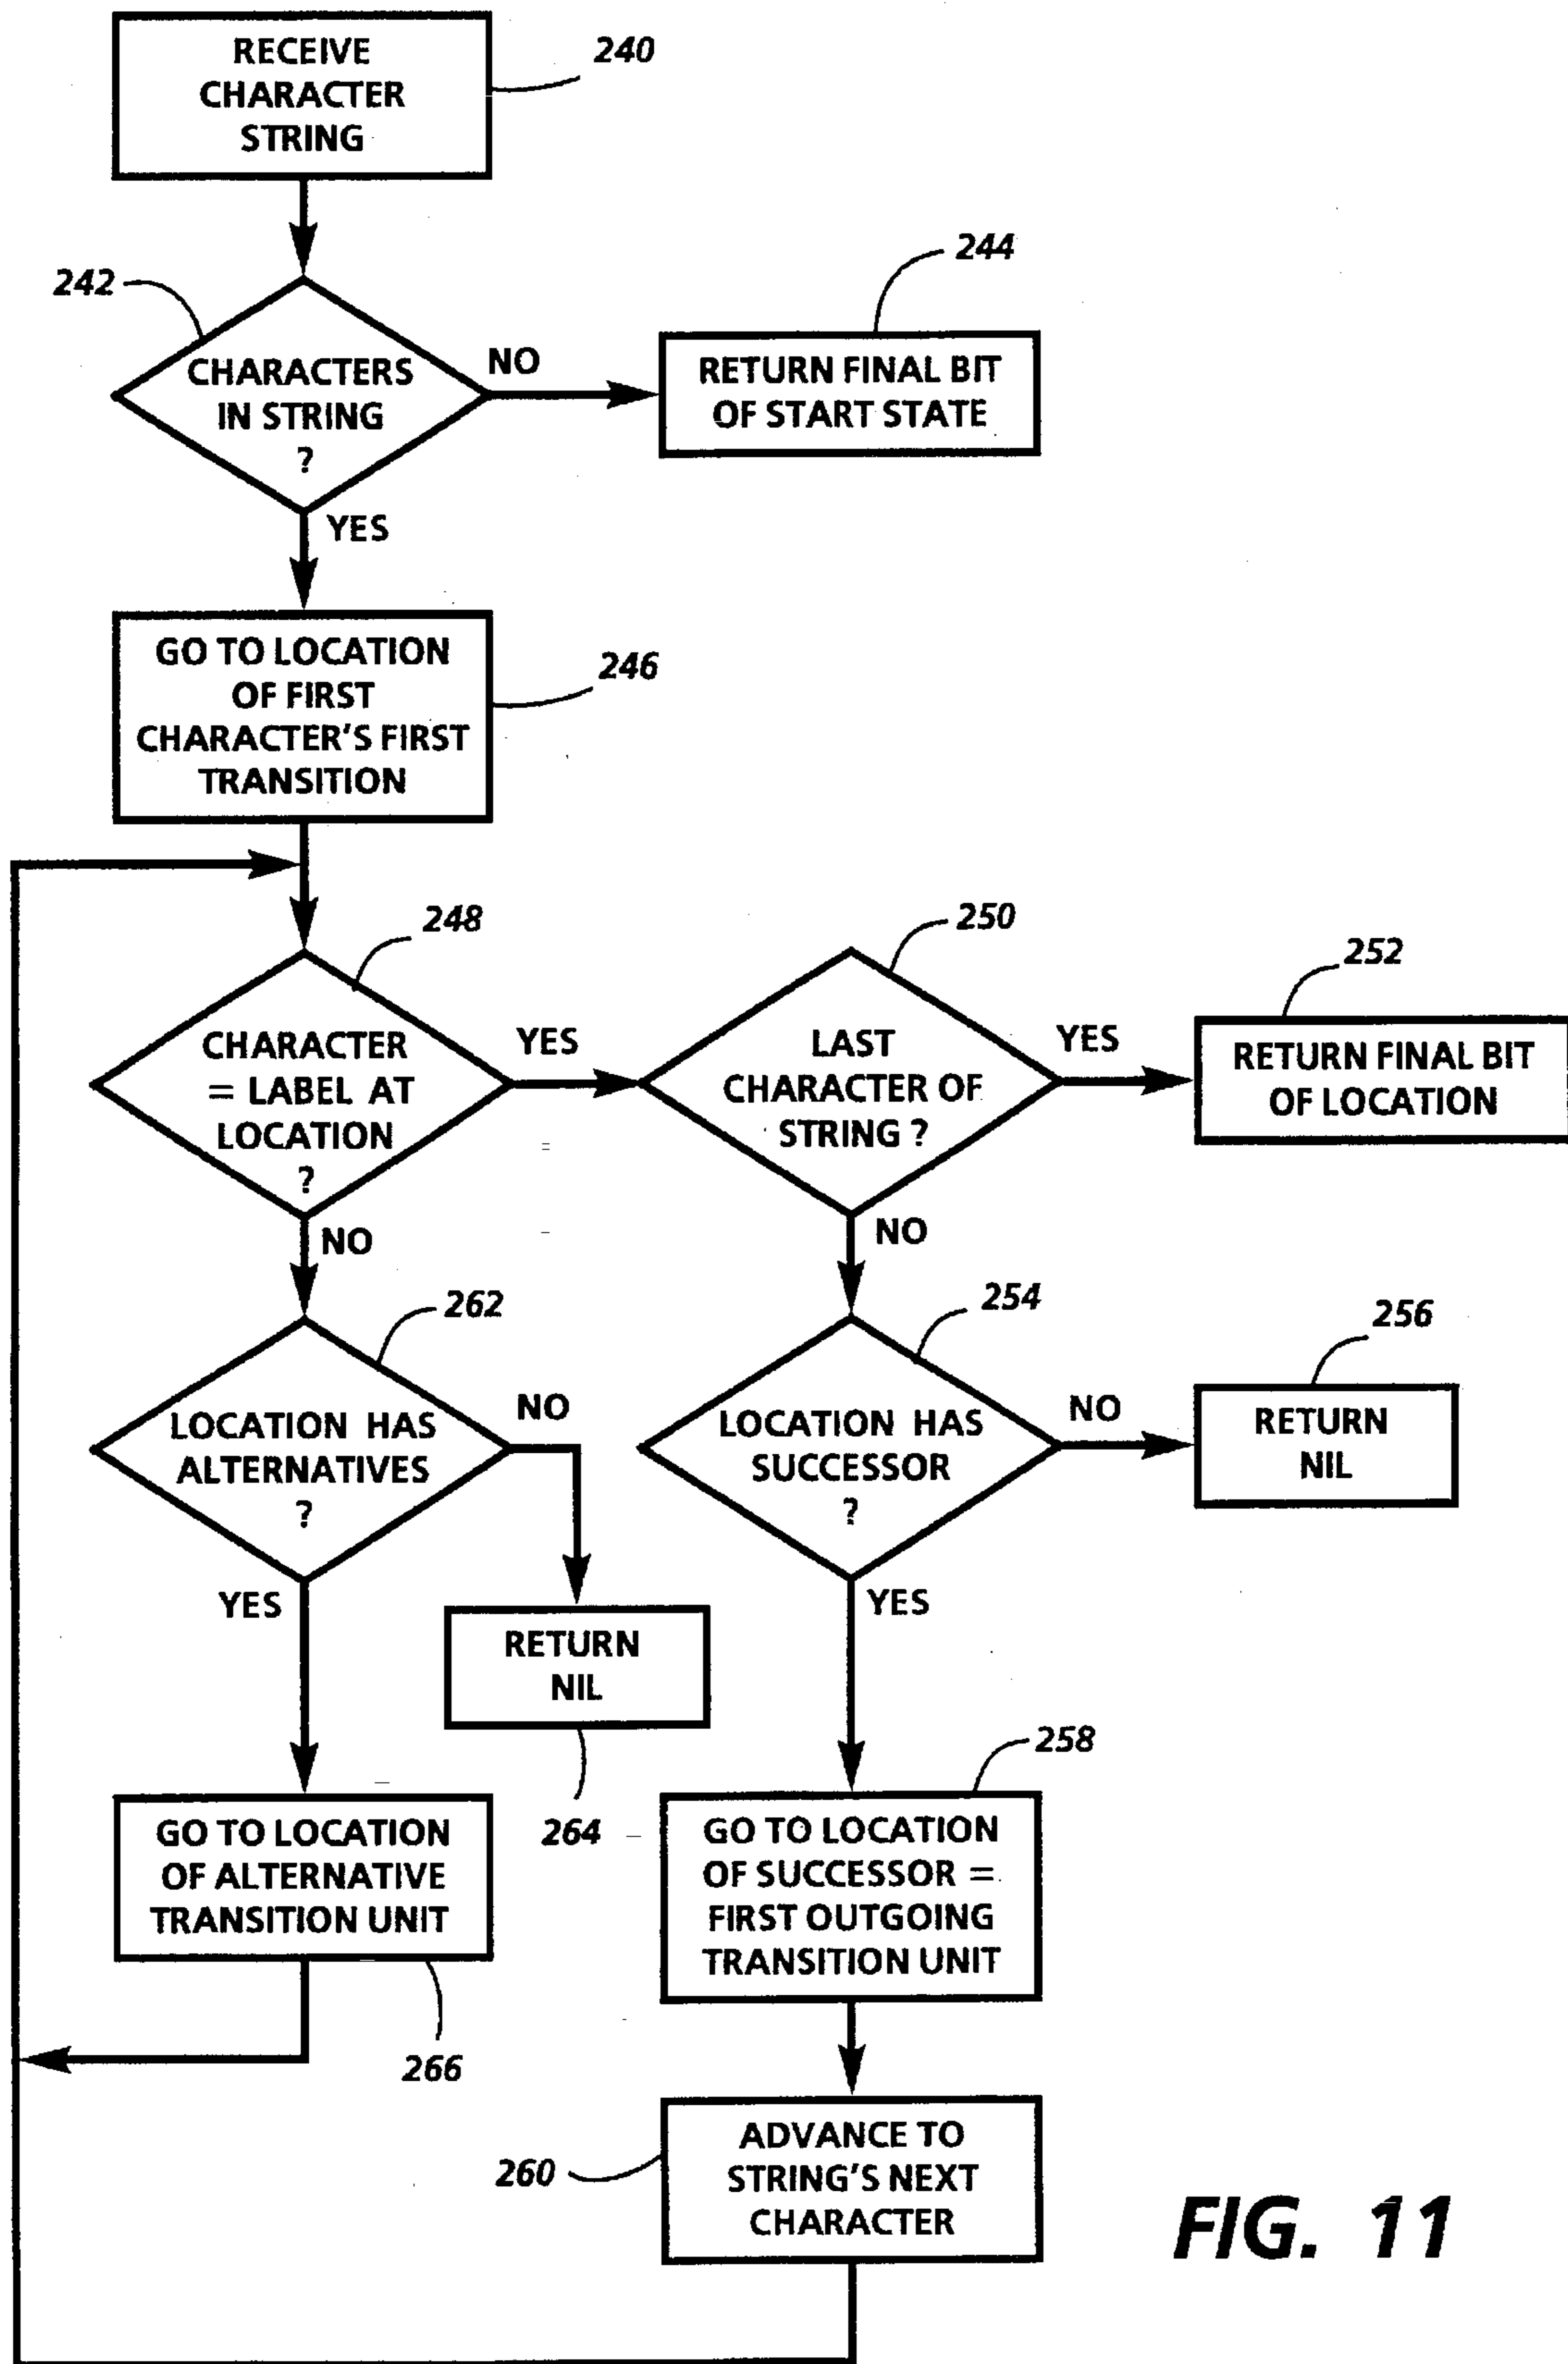 RECEIVE
CHARACTER
STRING
240
242
CHARACTERS
IN STRING
?
NO
244
RETURN FINAL BIT
OF START STATE
YES
GO TO LOCATION
OF FIRST
CHARACTER'S FIRST
TRANSITION
246
248
CHARACTER
= LABEL AT
LOCATION
?
YES
250
LAST
CHARACTER OF
STRING ?
YES
252
RETURN FINAL BIT
OF LOCATION
NO
NO
262
LOCATION HAS
ALTERNATIVES
?
NO
254
LOCATION HAS
SUCCESSOR
?
NO
256
RETURN
NIL
YES
RETURN
NIL
264
YES
GO TO LOCATION
OF ALTERNATIVE
TRANSITION UNIT
266
258
GO TO LOCATION
OF SUCCESSOR =
FIRST OUTGOING
TRANSITION UNIT
260
ADVANCE TO
STRING'S NEXT
CHARACTER
FIG. 11